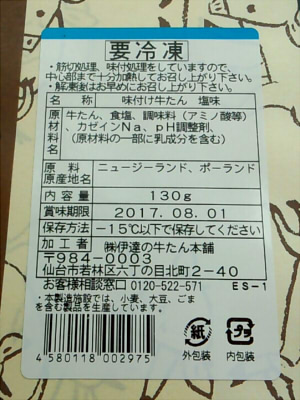 要冷凍
・筋切処理、味付処理をしていますので、
中心部まで十分加熱してお召し上がり下さい。
・解凍後はお早めにお召し上がり下さい。
名称 味付け牛たん 塩味
原材料 牛たん、食塩、調味料（アミノ酸等）
、カゼインNa、pH調整剤、
（原材料の一部に乳成分を含む）
原料原産地名 ニュージーランド、ポーランド
内容量 130g
賞味期限 2017.08.01
保存方法 -15℃以下で保存してください
加工者 ㈱伊達の牛たん本舗
〒984-0003
仙台市若林区六丁の目北町2-40
お客様相談窓口 0120-522-571
ES-1
・本製造施設では、小麦、大豆、ごま
を含む製品を生産しています。
4580118002975
紙
外包装
プラ
内包装